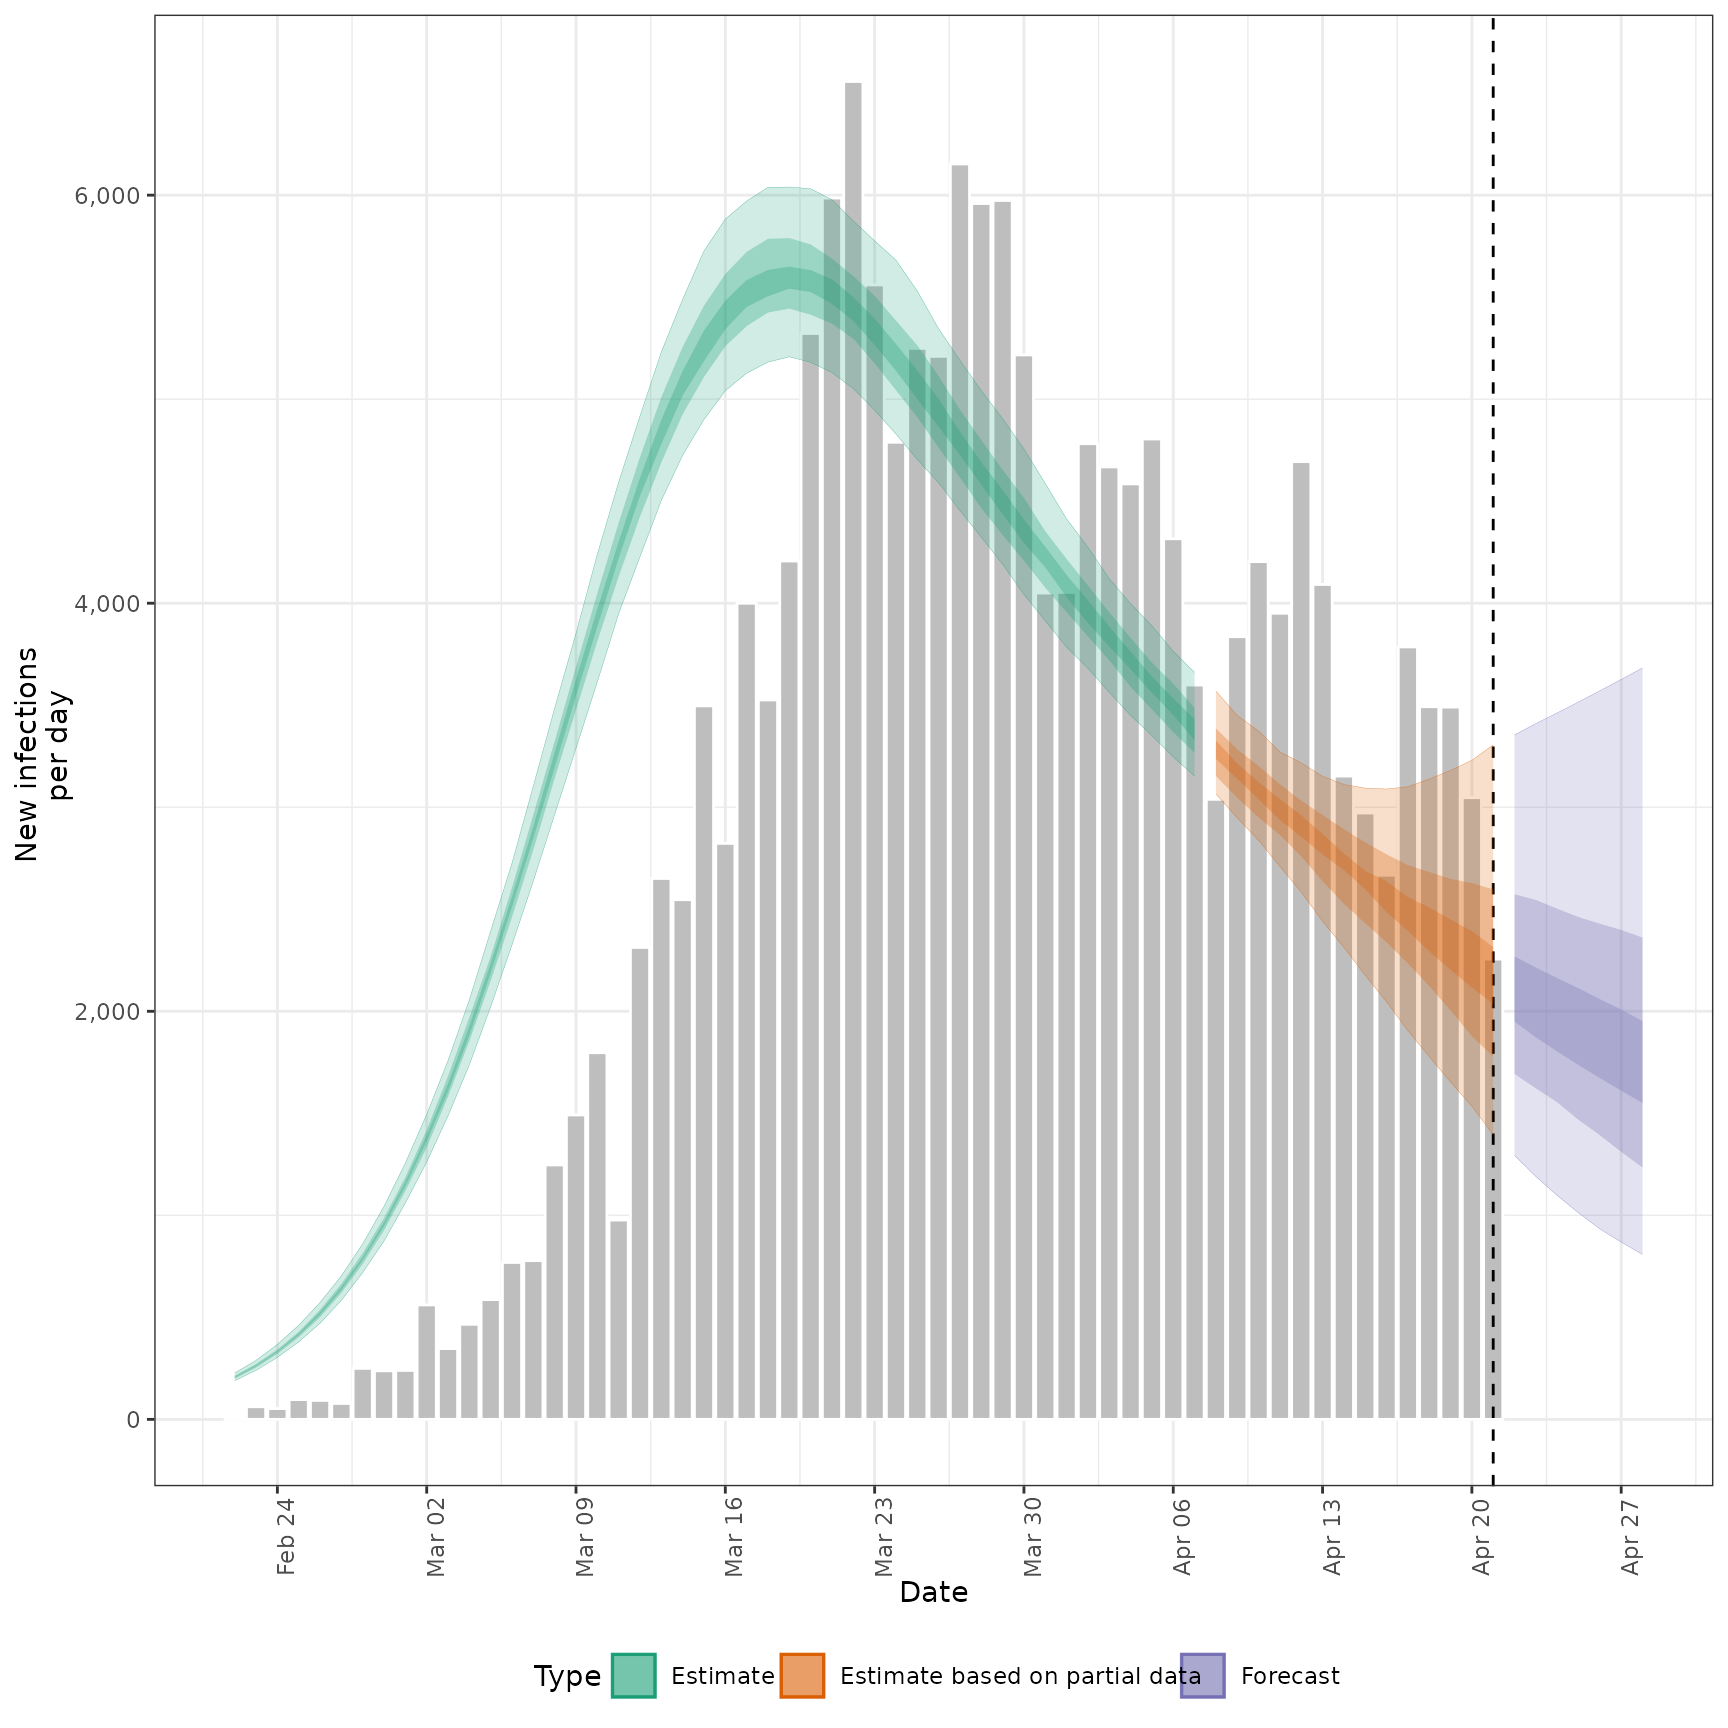 New infections
per day
6,000
4,000
2,000
0
Feb 24
Mar 02
Mar 09
Mar 16
Mar 23
Mar 30
Apr 06
Apr 13
Apr 20
Apr 27
Date
Type
Estimate
Estimate based on partial data
Forecast